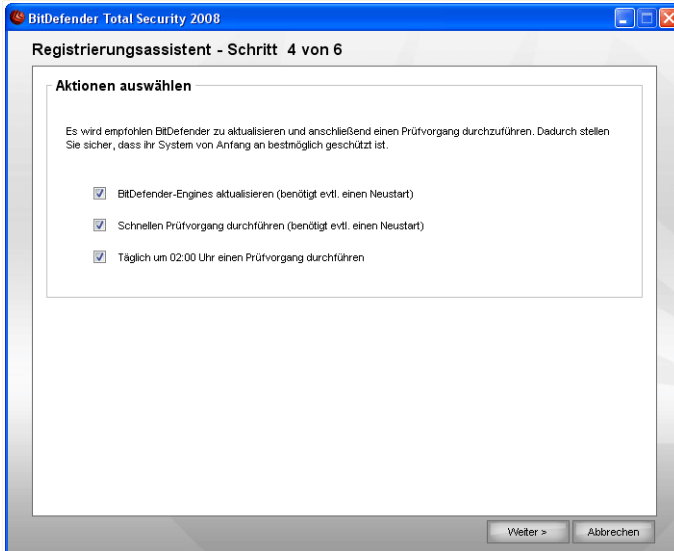 BitDefender Total Security 2008
Registrierungsassistent - Schritt 4 von 6
Aktionen auswählen
Es wird empfohlen BitDefender zu aktualisieren und anschließend einen Prüfvorgang durchzuführen. Dadurch stellen
Sie sicher, dass ihr System von Anfang an bestmöglich geschützt ist.
BitDefender-Engines aktualisieren (benötigt evtl. einen Neustart)
Schnellen Prüfvorgang durchführen (benötigt evtl. einen Neustart)
Täglich um 02:00 Uhr einen Prüfvorgang durchführen
Weiter >
Abbrechen